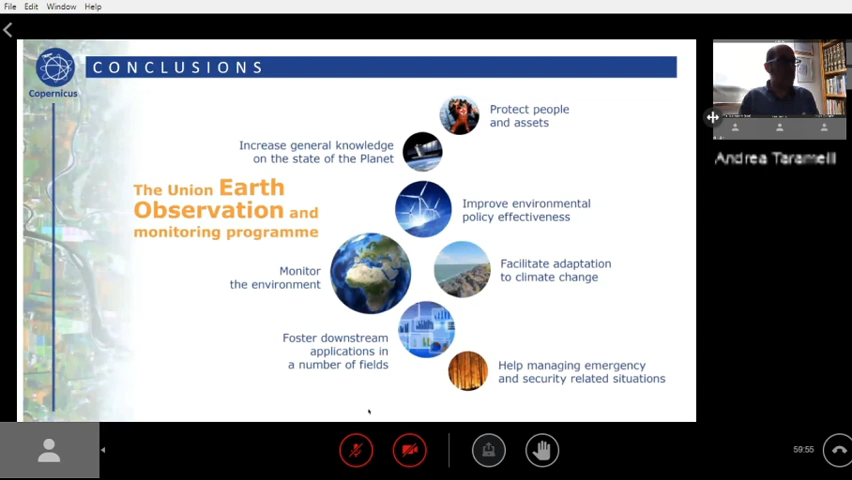 File Edit Window Help
Copernicus
CONCLUSIONS
Protect people
and assets
Increase general knowledge
on the state of the Planet
The Union Earth
Observation and
monitoring programme
Improve environmental
policy effectiveness
Monitor
the environment
Facilitate adaptation
to climate change
Foster downstream
applications in
a number of fields
Help managing emergency
and security related situations
Andrea Taramell
59:55